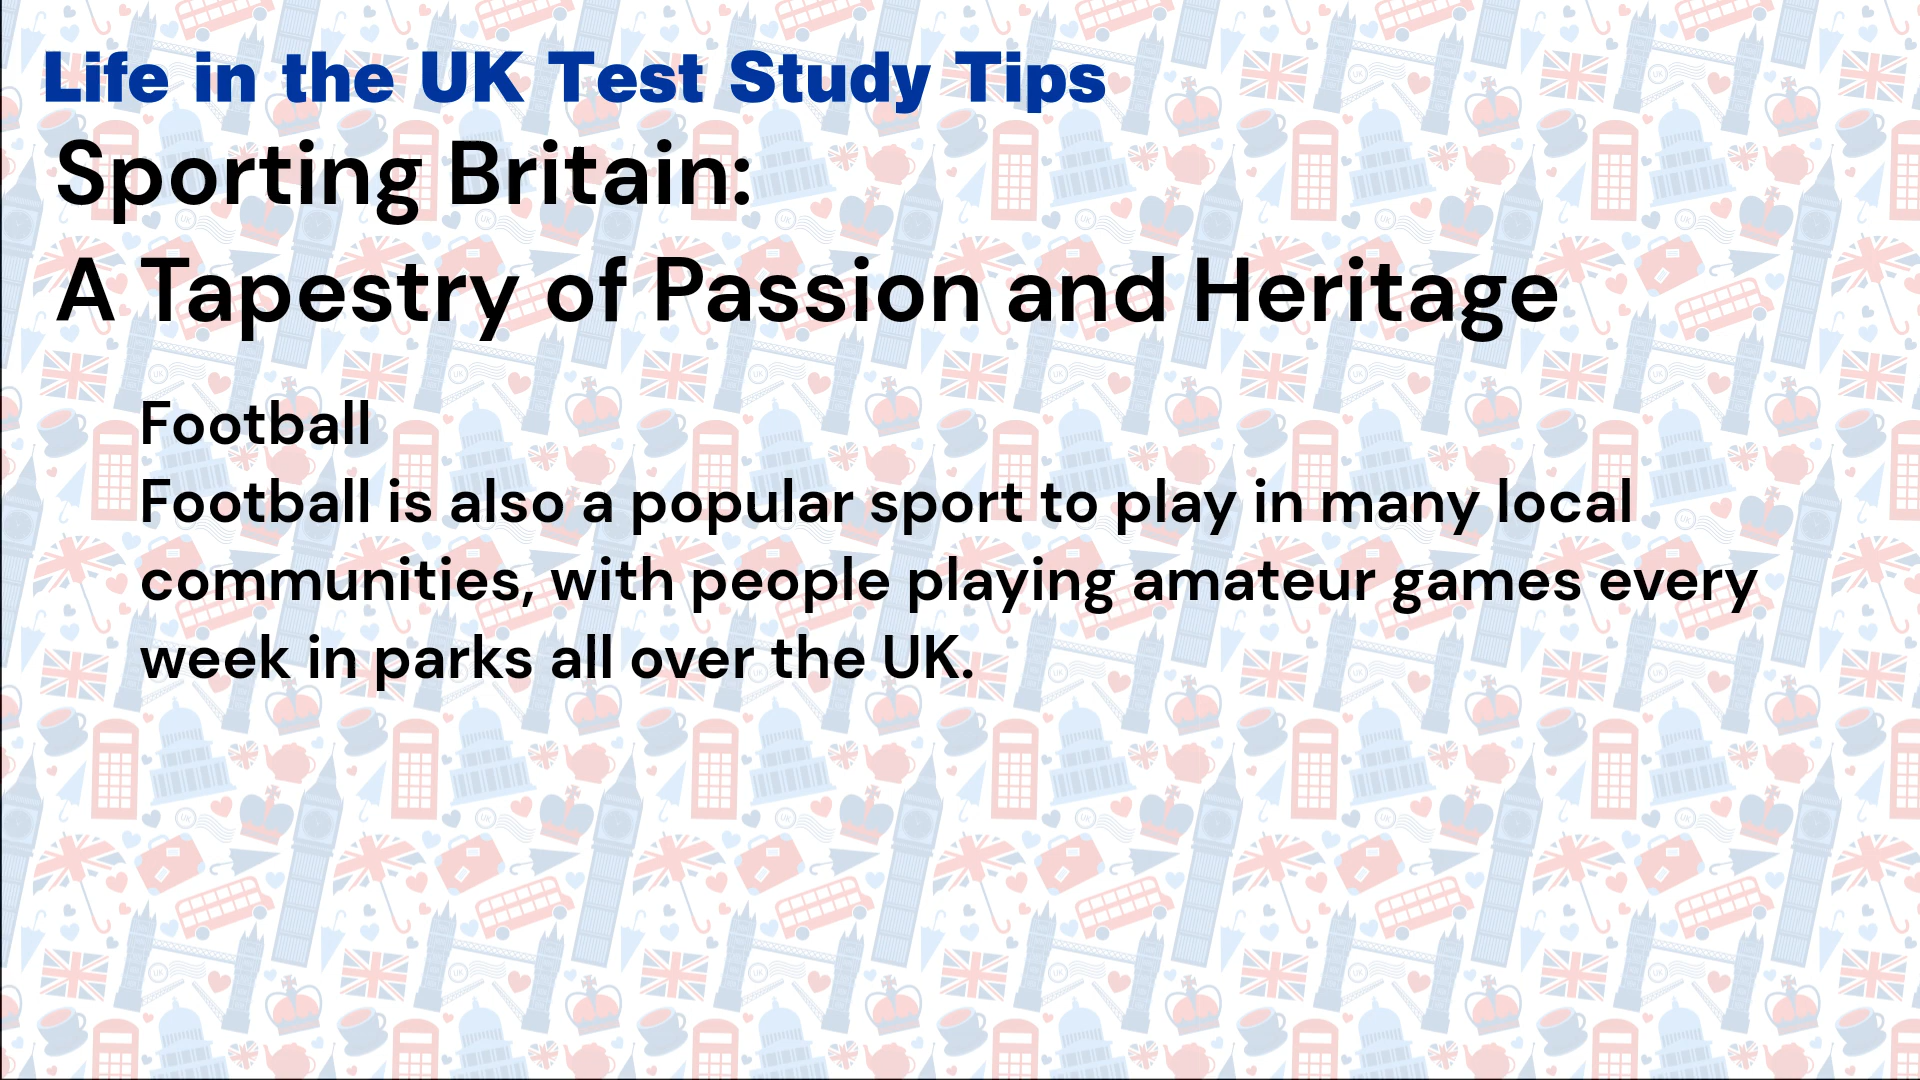 Life in the UK Test Study Tips
Sporting Britain:
A Tapestry of Passion and Heritage
Football
Football is also a popular sport to play in many local
communities, with people playing amateur games every
week in parks all over the UK.